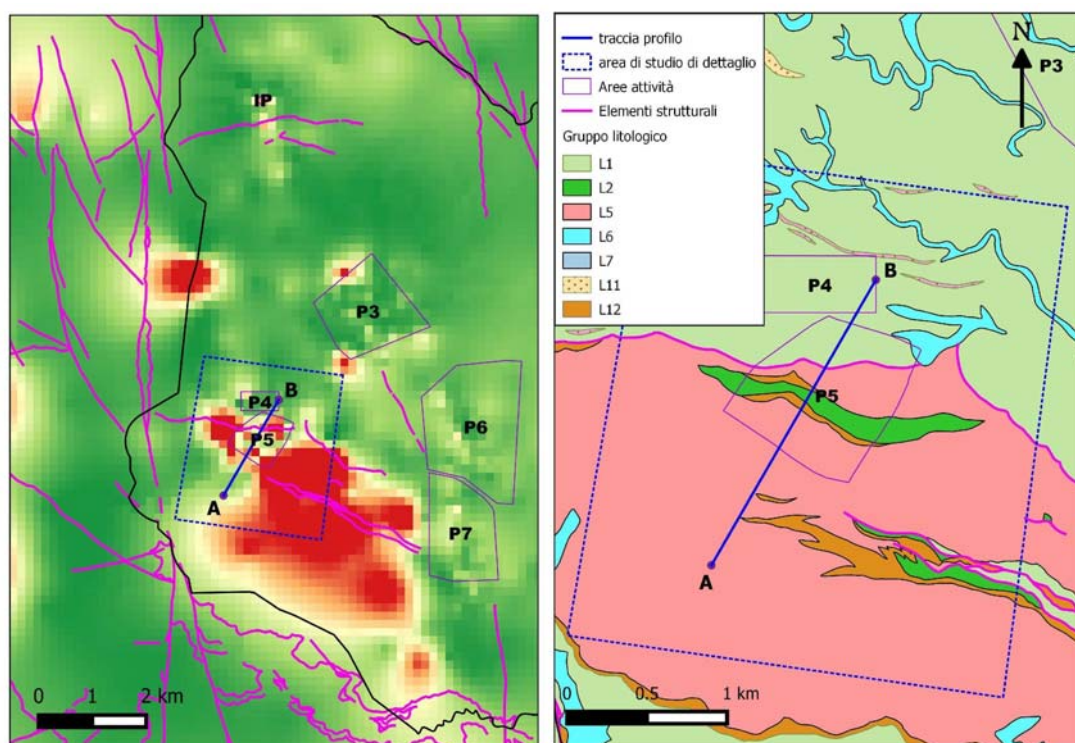 IP
P3
P4
B
P5
P6
A
P7
0 1 2 km
traccia profilo
area di studio di dettaglio
Aree attività
Elementi strutturali
Gruppo litologico
L1
L2
L5
L6
L7
L11
L12
N
P3
P4
B
P5
A
0 0.5 1 km